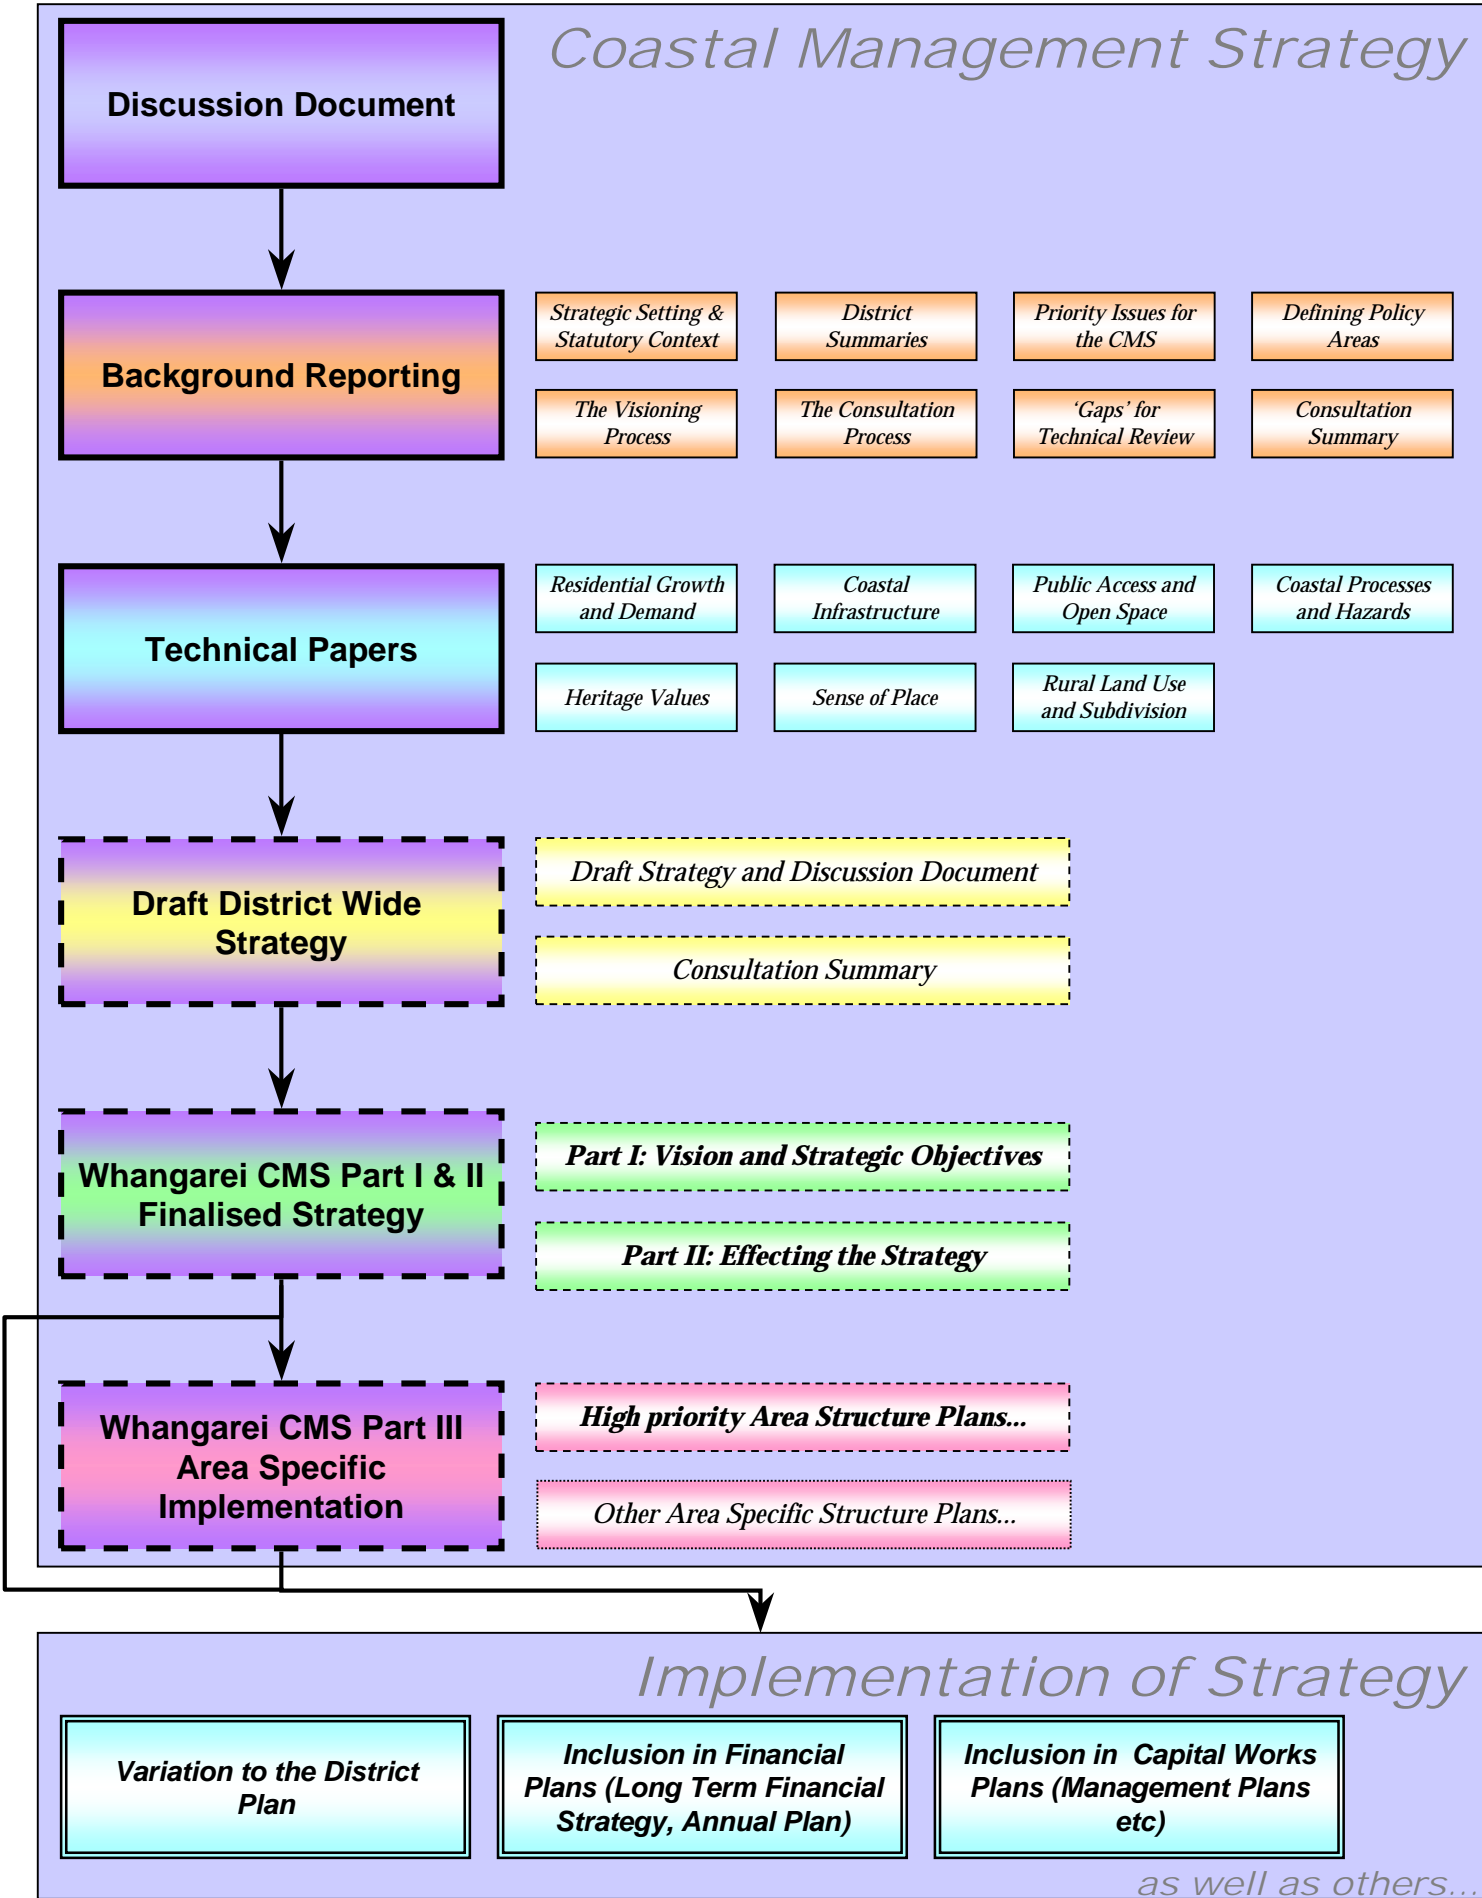 Coastal Management Strategy
Discussion Document
Background Reporting
Strategic Setting &
Statutory Context
District
Summaries
Priority Issues for
the CMS
Defining Policy
Areas
The Visioning
Process
The Consultation
Process
‘Gaps’ for
Technical Review
Consultation
Summary
Technical Papers
Residential Growth
and Demand
Coastal
Infrastructure
Public Access and
Open Space
Coastal Processes
and Hazards
Heritage Values
Sense of Place
Rural Land Use
and Subdivision
Draft District Wide
Strategy
Draft Strategy and Discussion Document
Consultation Summary
Whangarei CMS Part I & II
Finalised Strategy
Part I: Vision and Strategic Objectives
Part II: Effecting the Strategy
Whangarei CMS Part III
Area Specific
Implementation
High priority Area Structure Plans...
Other Area Specific Structure Plans...
Implementation of Strategy
Variation to the District
Plan
Inclusion in Financial
Plans (Long Term Financial
Strategy, Annual Plan)
Inclusion in Capital Works
Plans (Management Plans
etc)
as well as others...